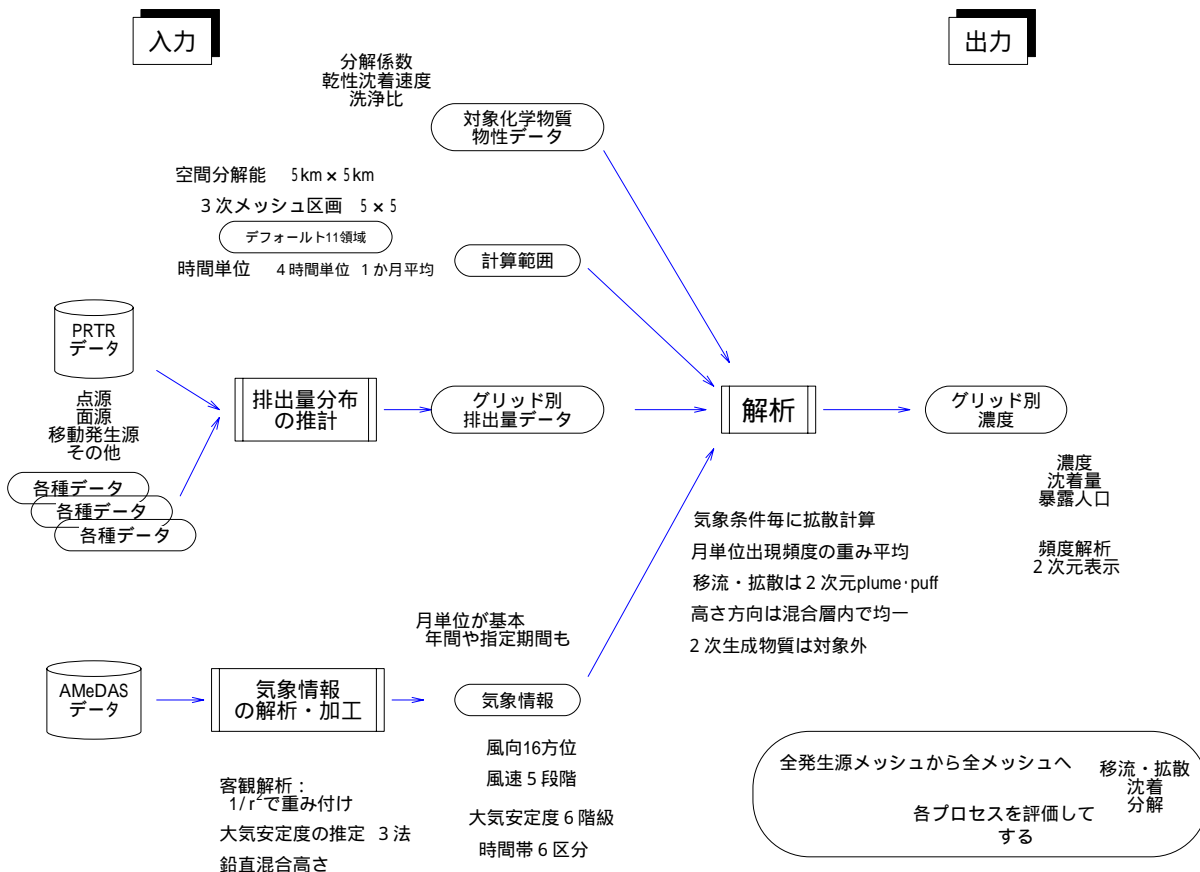 入力
出力
分解係数
乾性沈着速度
洗浄比
対象化学物質
物性データ
空間分解能 5km×5km
3次メッシュ区画 5×5
デフォールト11領域
時間単位 4時間単位 1か月平均
計算範囲
PRTR
データ
点源
面源
移動発生源
その他
各種データ
各種データ
各種データ
排出量分布
の推計
グリッド別
排出量データ
解析
グリッド別
濃度
濃度
沈着量
暴露人口
頻度解析
2次元表示
気象条件毎に拡散計算
月単位出現頻度の重み平均
移流・拡散は2次元plume・puff
高さ方向は混合層内で均一
2次生成物質は対象外
月単位が基本
年間や指定期間も
AMeDAS
データ
気象情報
の解析・加工
気象情報
客観解析:
1/r²で重み付け
大気安定度の推定 3法
鉛直混合高さ
風向16方位
風速5段階
大気安定度6階級
時間帯6区分
全発生源メッシュから全メッシュへ
移流・拡散
沈着
分解
各プロセスを評価して
する